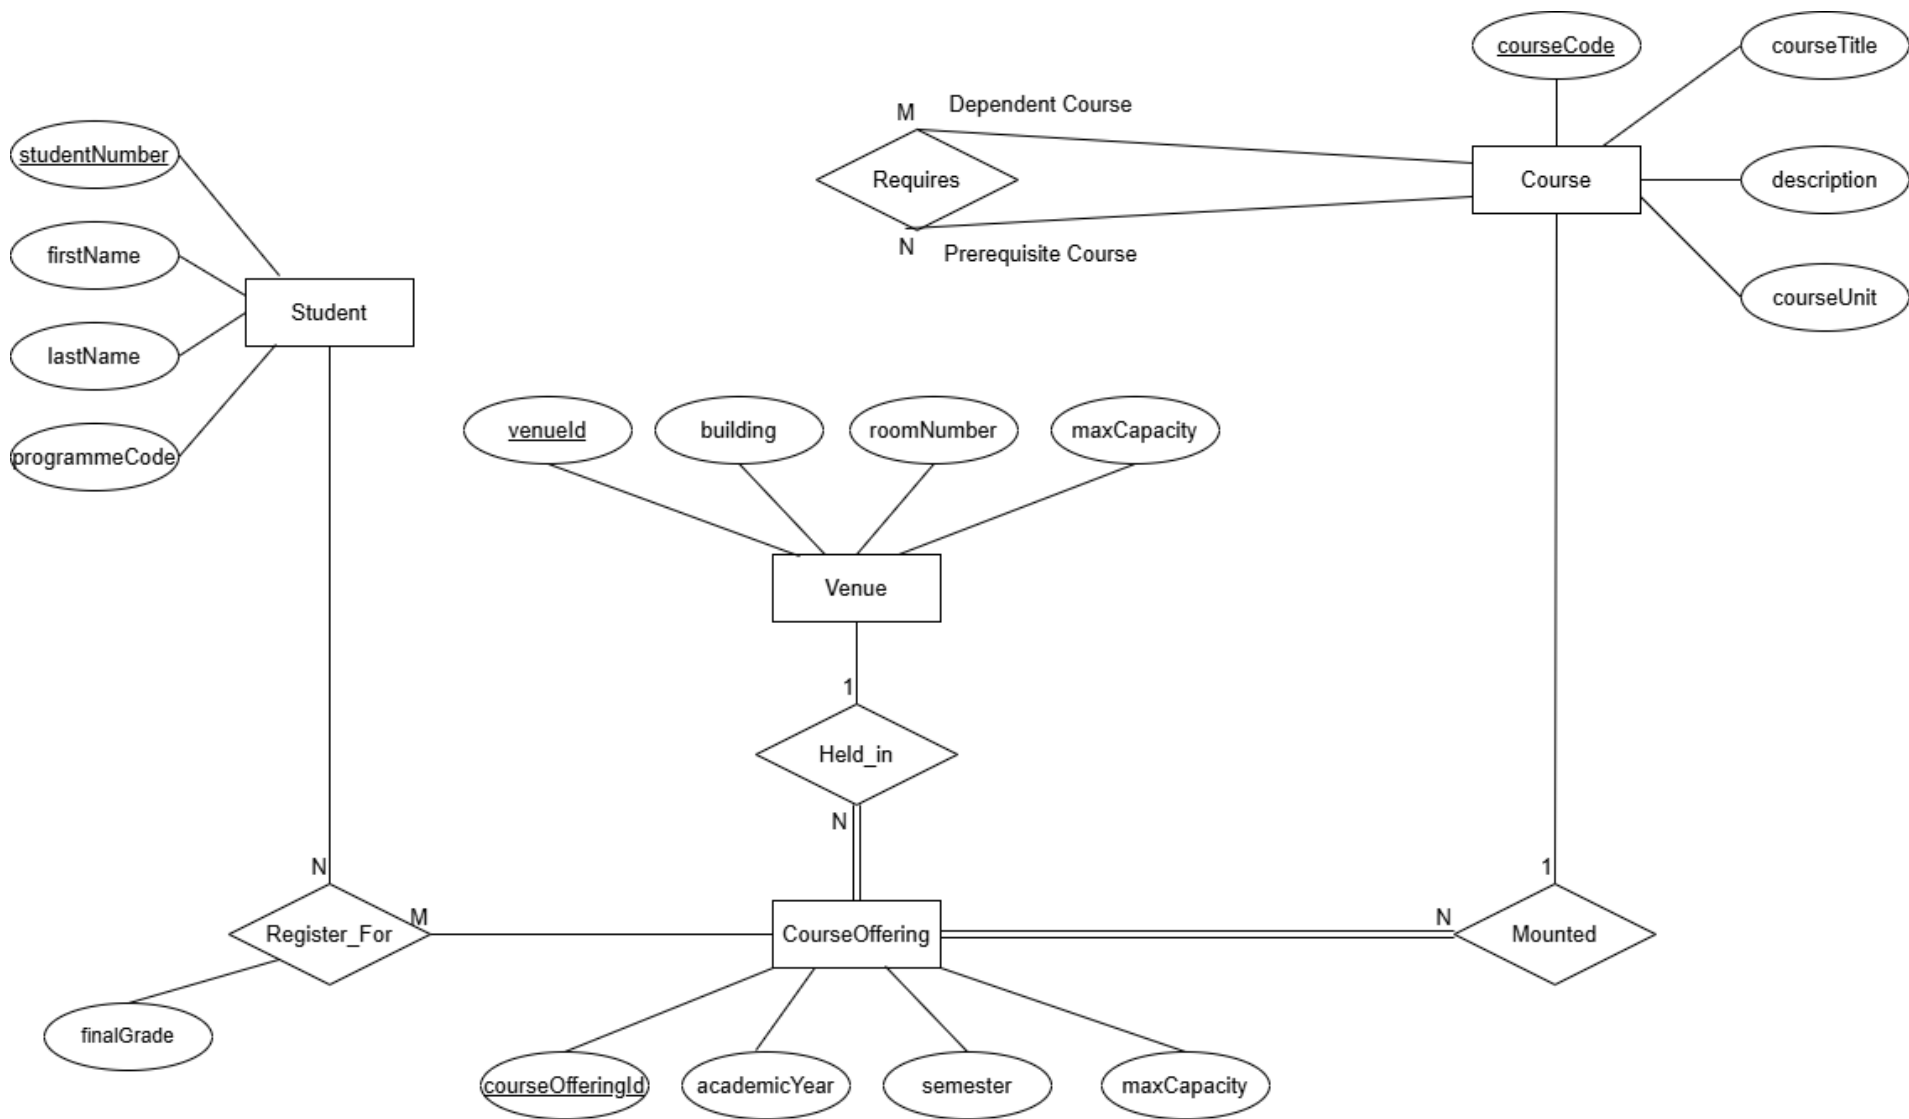 courseCode
courseTitle
M
Dependent Course
studentNumber
Requires
Course
description
firstName
N
Prerequisite Course
courseUnit
Student
lastName
programmeCode
venueId
building
roomNumber
maxCapacity
Venue
1
Held_in
N
N
1
M
N
Register_For
CourseOffering
Mounted
finalGrade
courseOfferingId
academicYear
semester
maxCapacity